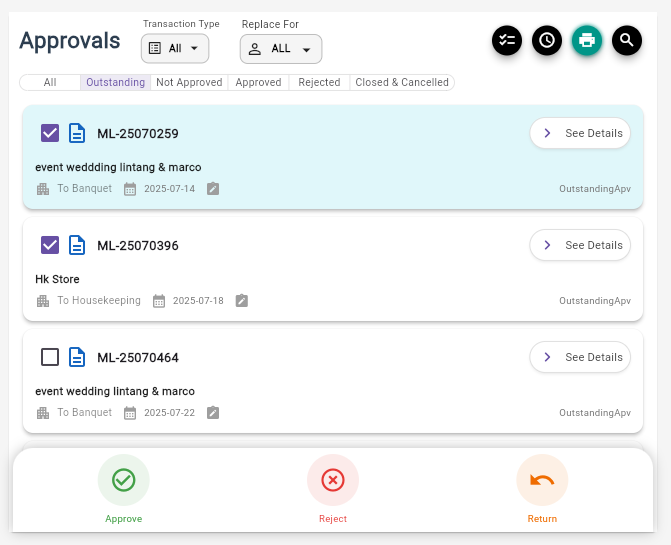 Approvals
Transaction Type
All
Replace For
ALL
All Outstanding Not Approved Approved Rejected Closed & Cancelled
ML-25070259 See Details
event weddding lintang & marco
To Banquet 2025-07-14 OutstandingApv
ML-25070396 See Details
Hk Store
To Housekeeping 2025-07-18 OutstandingApv
ML-25070464 See Details
event wedding lintang & marco
To Banquet 2025-07-22 OutstandingApv
Approve Reject Return